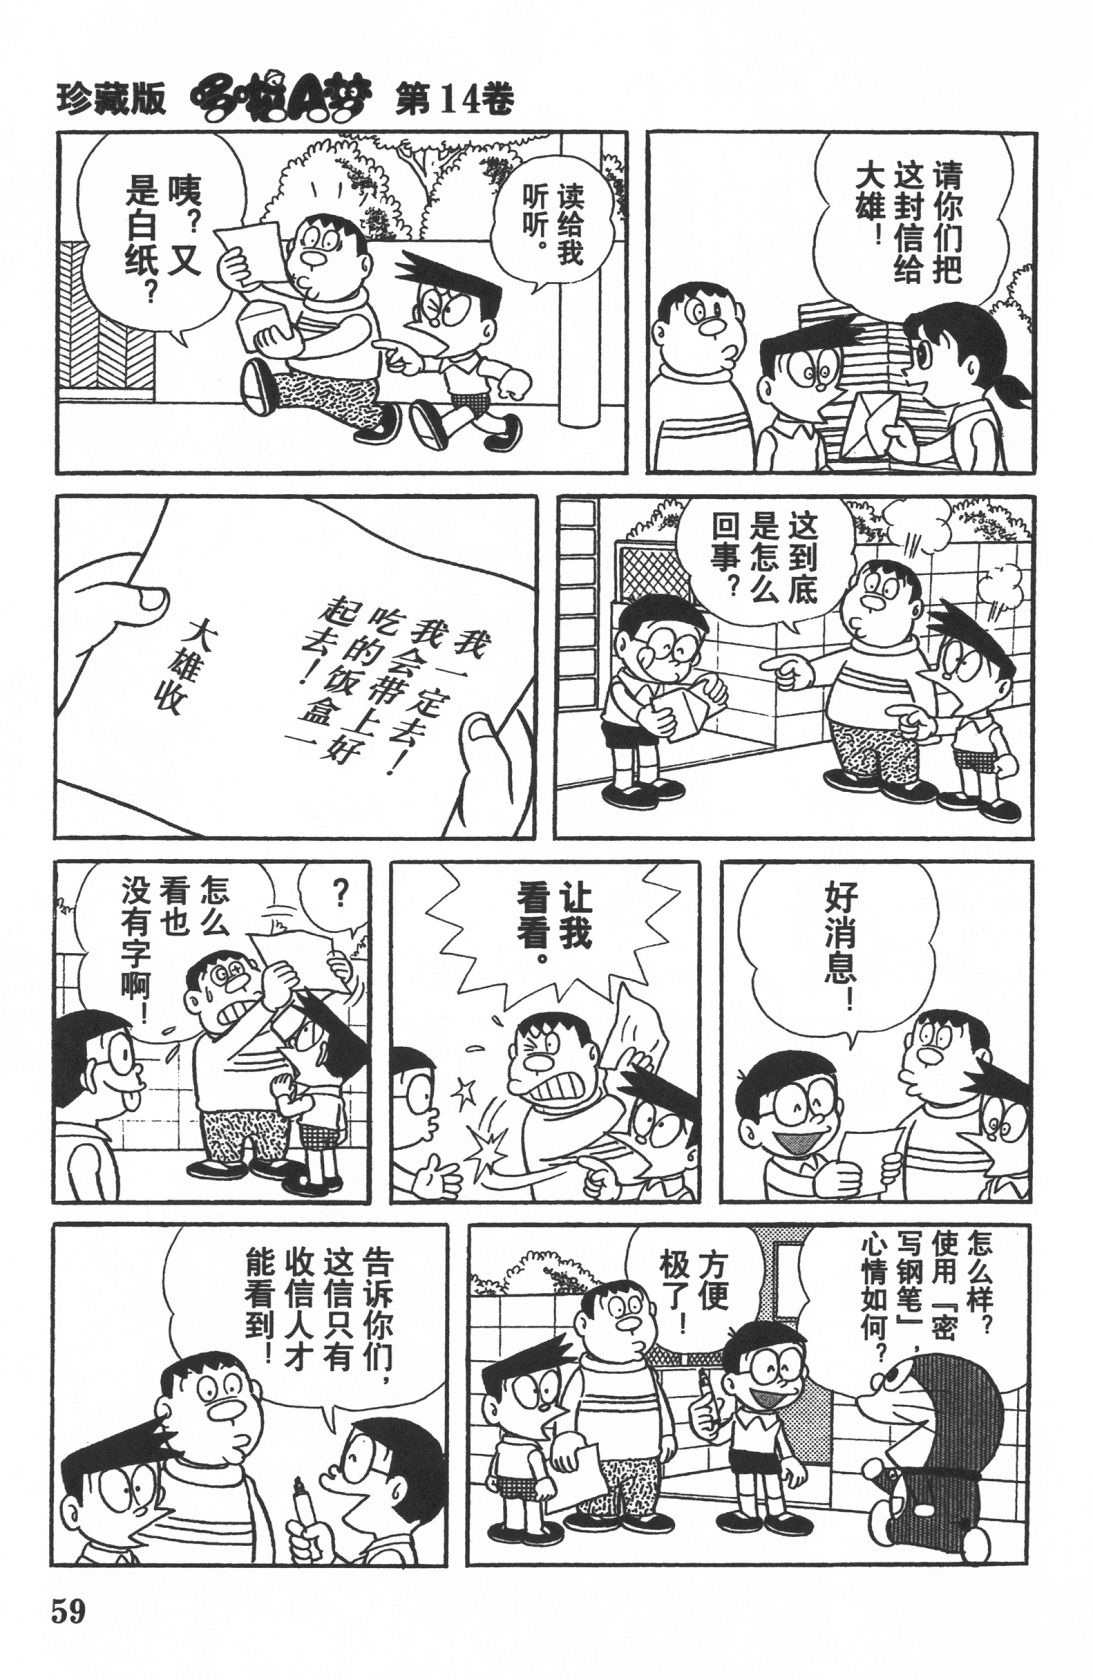 珍藏版 哆啦A梦 第14卷
请你们把
这封信给
大雄！
读给我
听听。
咦？又
是白纸？
这到底
是怎么
回事？
我一定去！
我会带上好
吃的饭盒一
起去！
大雄收
好消息！
让我
看看。
？
怎么
看也
没有字啊！
怎么样？
使用『密
写钢笔』，
心情如何？
方便
极了！
告诉你们，
这信只有
收信人才
能看到！
59